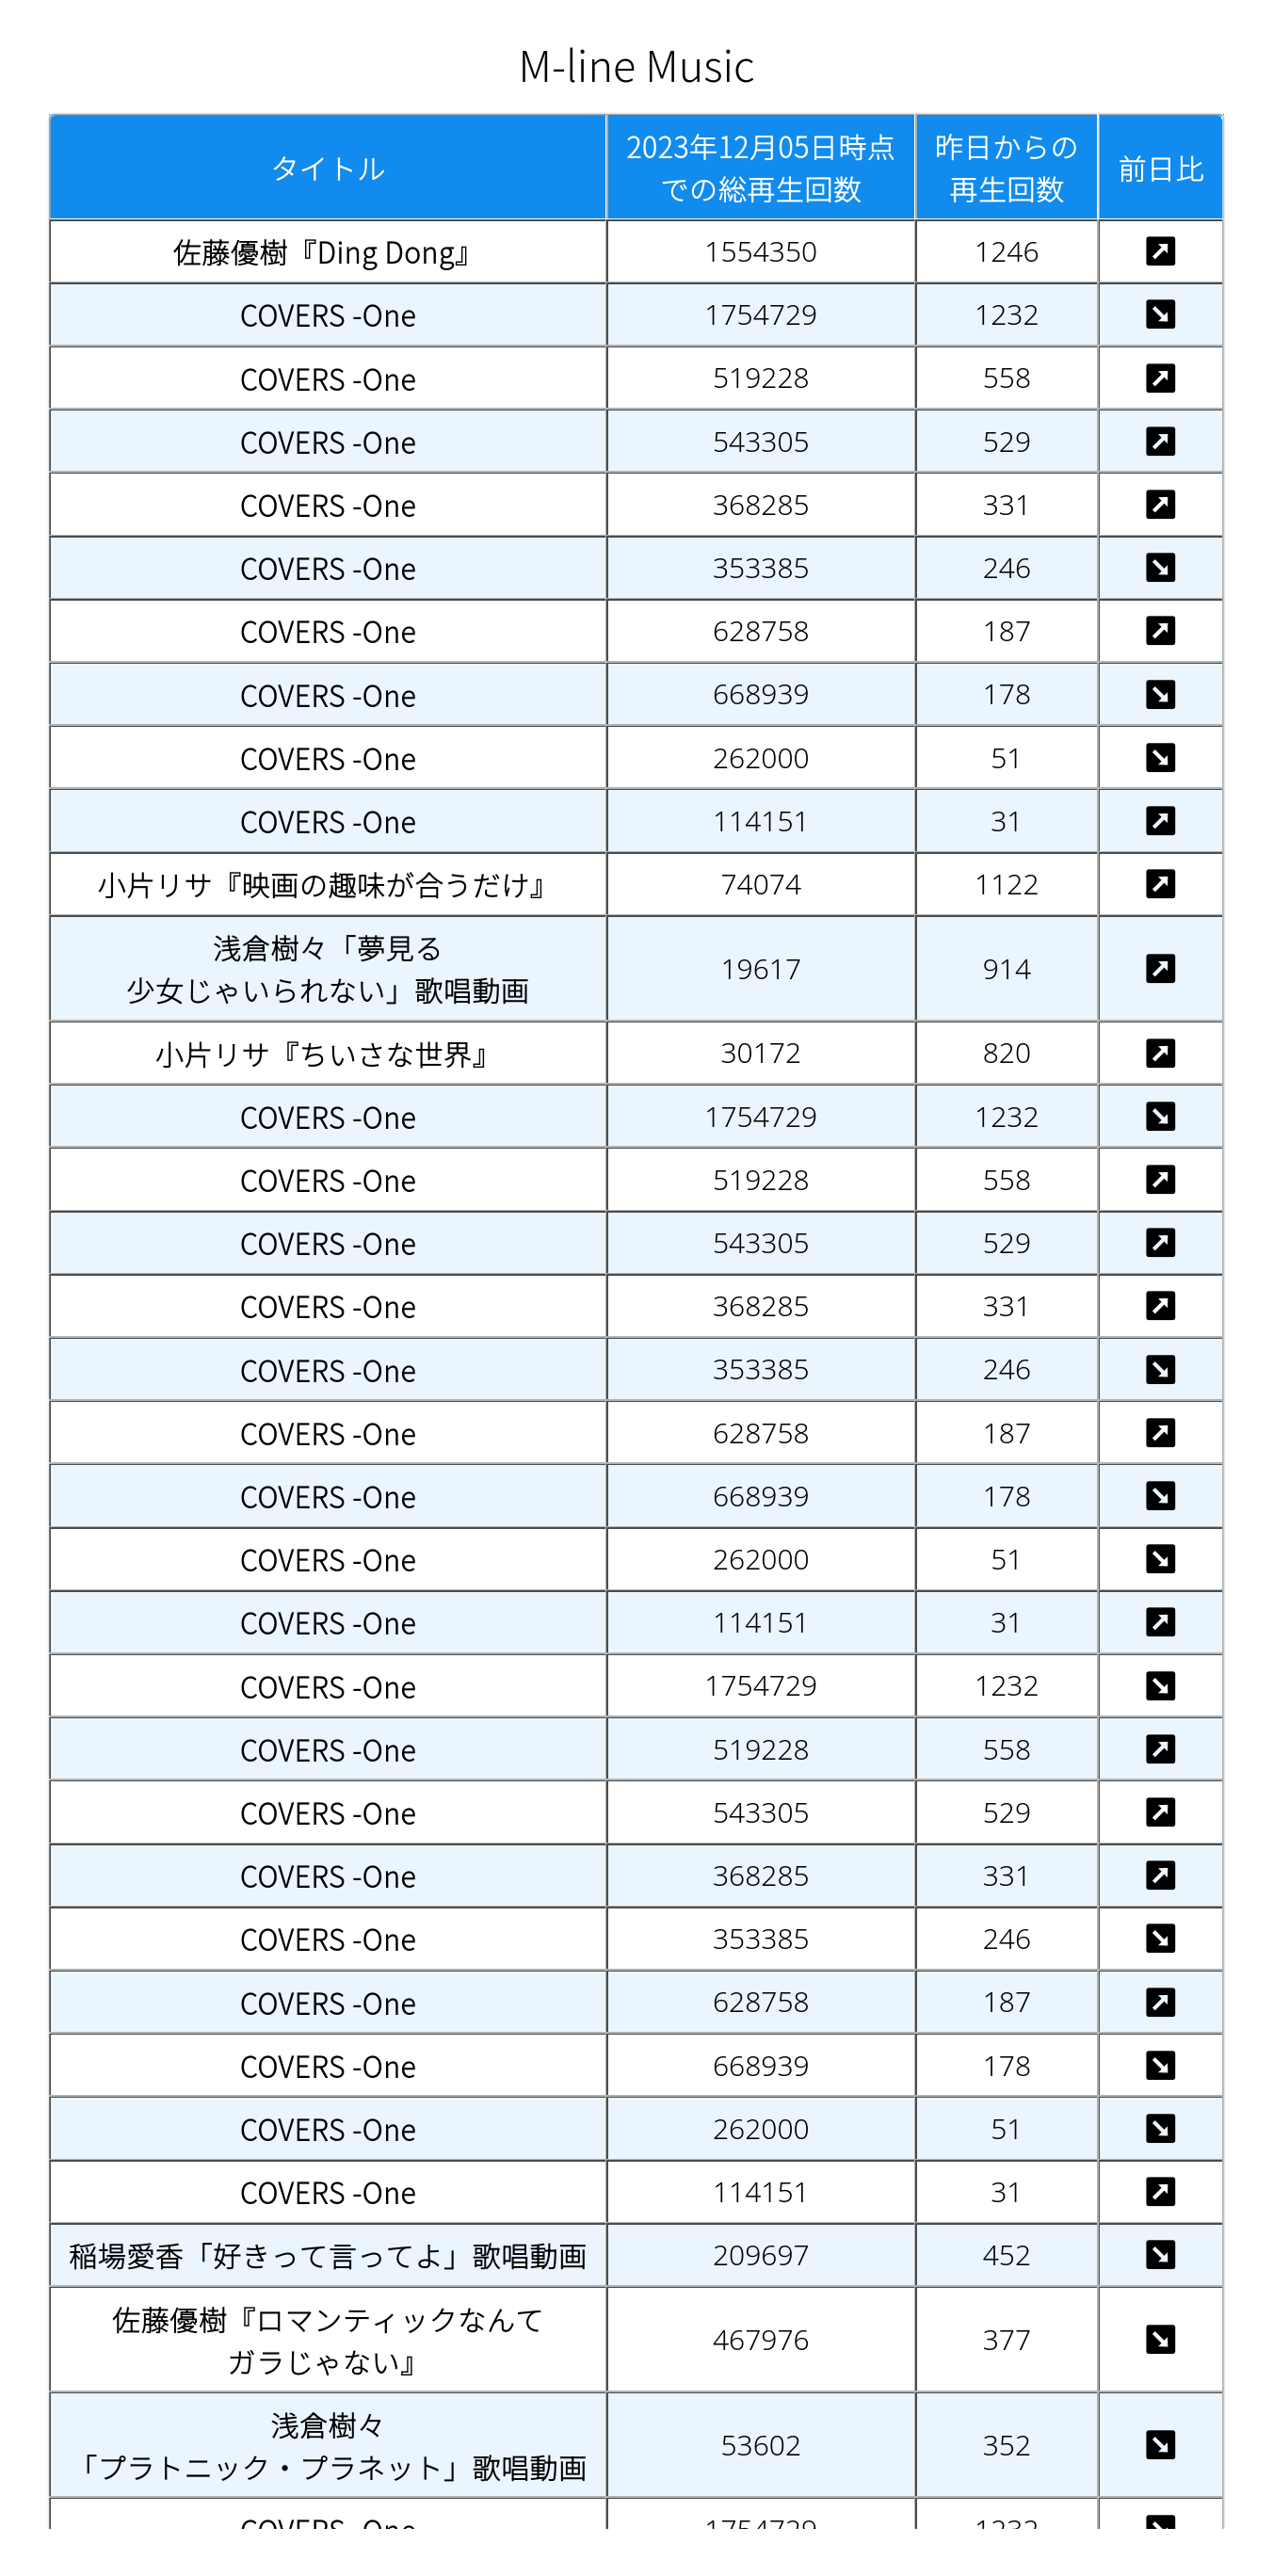 M-line Music
タイトル
2023年12月05日時点
での総再生回数
昨日からの
再生回数
前日比
佐藤優樹『Ding Dong』 1554350 1246
COVERS -One 1754729 1232
COVERS -One 519228 558
COVERS -One 543305 529
COVERS -One 368285 331
COVERS -One 353385 246
COVERS -One 628758 187
COVERS -One 668939 178
COVERS -One 262000 51
COVERS -One 114151 31
小片リサ『映画の趣味が合うだけ』 74074 1122
浅倉樹々「夢見る
少女じゃいられない」歌唱動画
19617 914
小片リサ『ちいさな世界』 30172 820
COVERS -One 1754729 1232
COVERS -One 519228 558
COVERS -One 543305 529
COVERS -One 368285 331
COVERS -One 353385 246
COVERS -One 628758 187
COVERS -One 668939 178
COVERS -One 262000 51
COVERS -One 114151 31
COVERS -One 1754729 1232
COVERS -One 519228 558
COVERS -One 543305 529
COVERS -One 368285 331
COVERS -One 353385 246
COVERS -One 628758 187
COVERS -One 668939 178
COVERS -One 262000 51
COVERS -One 114151 31
稲場愛香「好きって言ってよ」歌唱動画 209697 452
佐藤優樹『ロマンティックなんて
ガラじゃない』
467976 377
浅倉樹々
「プラトニック・プラネット」歌唱動画
53602 352
COVERS -One 1754729 1232